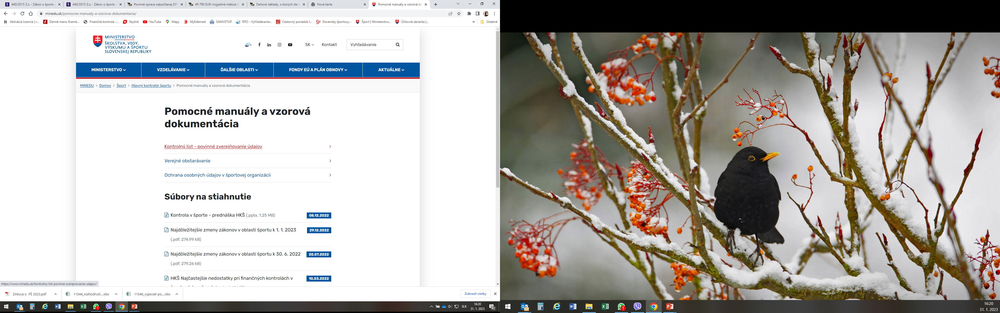 440/2015 Z.z. - Zákon o športe
440/2015 Z.z. - Zákon o športe
Povinná oprava odpočítanej DPH
49 790 EUR: trojjediné mätúce
Daňové náklady, o ktorých ste
Nová karta
Pomocné manuály a vzorová
minedu.sk/pomocne-manualy-a-vzorova-dokumentacia/
Aktivácia licencie | r...
Denné menu Kramá...
Finančná kontrola -...
Skylink
YouTube
Mapy
MyEdenred
SAMVSTUP
RPO - Vyhľadávanie...
Cestovný poriadok I...
Slovensky športovy...
Šport | Ministerstvo...
Účtovná závierka |...
»
Ostatné
MINISTERSTVO
ŠKOLSTVA, VEDY,
VÝSKUMU A ŠPORTU
SLOVENSKEJ REPUBLIKY
SK
Kontakt
Vyhľadávanie
MINISTERSTVO
VZDELÁVANIE
ĎALŠIE OBLASTI
FONDY EÚ A PLÁN OBNOVY
AKTUÁLNE
MINEDU > Domov > Šport > Hlavný kontrolór športu > Pomocné manuály a vzorová dokumentácia
Pomocné manuály a vzorová
dokumentácia
Kontrolný list - povinné zverejňovanie údajov
Verejné obstarávanie
Ochrana osobných údajov v športovej organizácii
Súbory na stiahnutie
Kontrola v športe - prednáška HKŠ (.pptx, 1.25 MB) 08.12.2022
Najdôležitejšie zmeny zákonov v oblasti športu k 1. 1. 2023 29.12.2022
(.pdf, 274.99 kB)
Najdôležitejšie zmeny zákonov v oblasti športu k 30. 6. 2022 20.07.2022
(.pdf, 279.26 kB)
HKŠ Najčastejšie nedostatky pri finančných kontrolách v 10.03.2022
https://www.minedu.sk/kontrolny-list-povinne-zverejnovanie-udajov/
Zmluva o PŠ 2023.pdf
11544_rozhodnuti....xlsx
11546_vypocet-po....xlsx
Zobraziť všetky
SLK
16:20
31. 1. 2023
42
16:20
31. 1. 2023